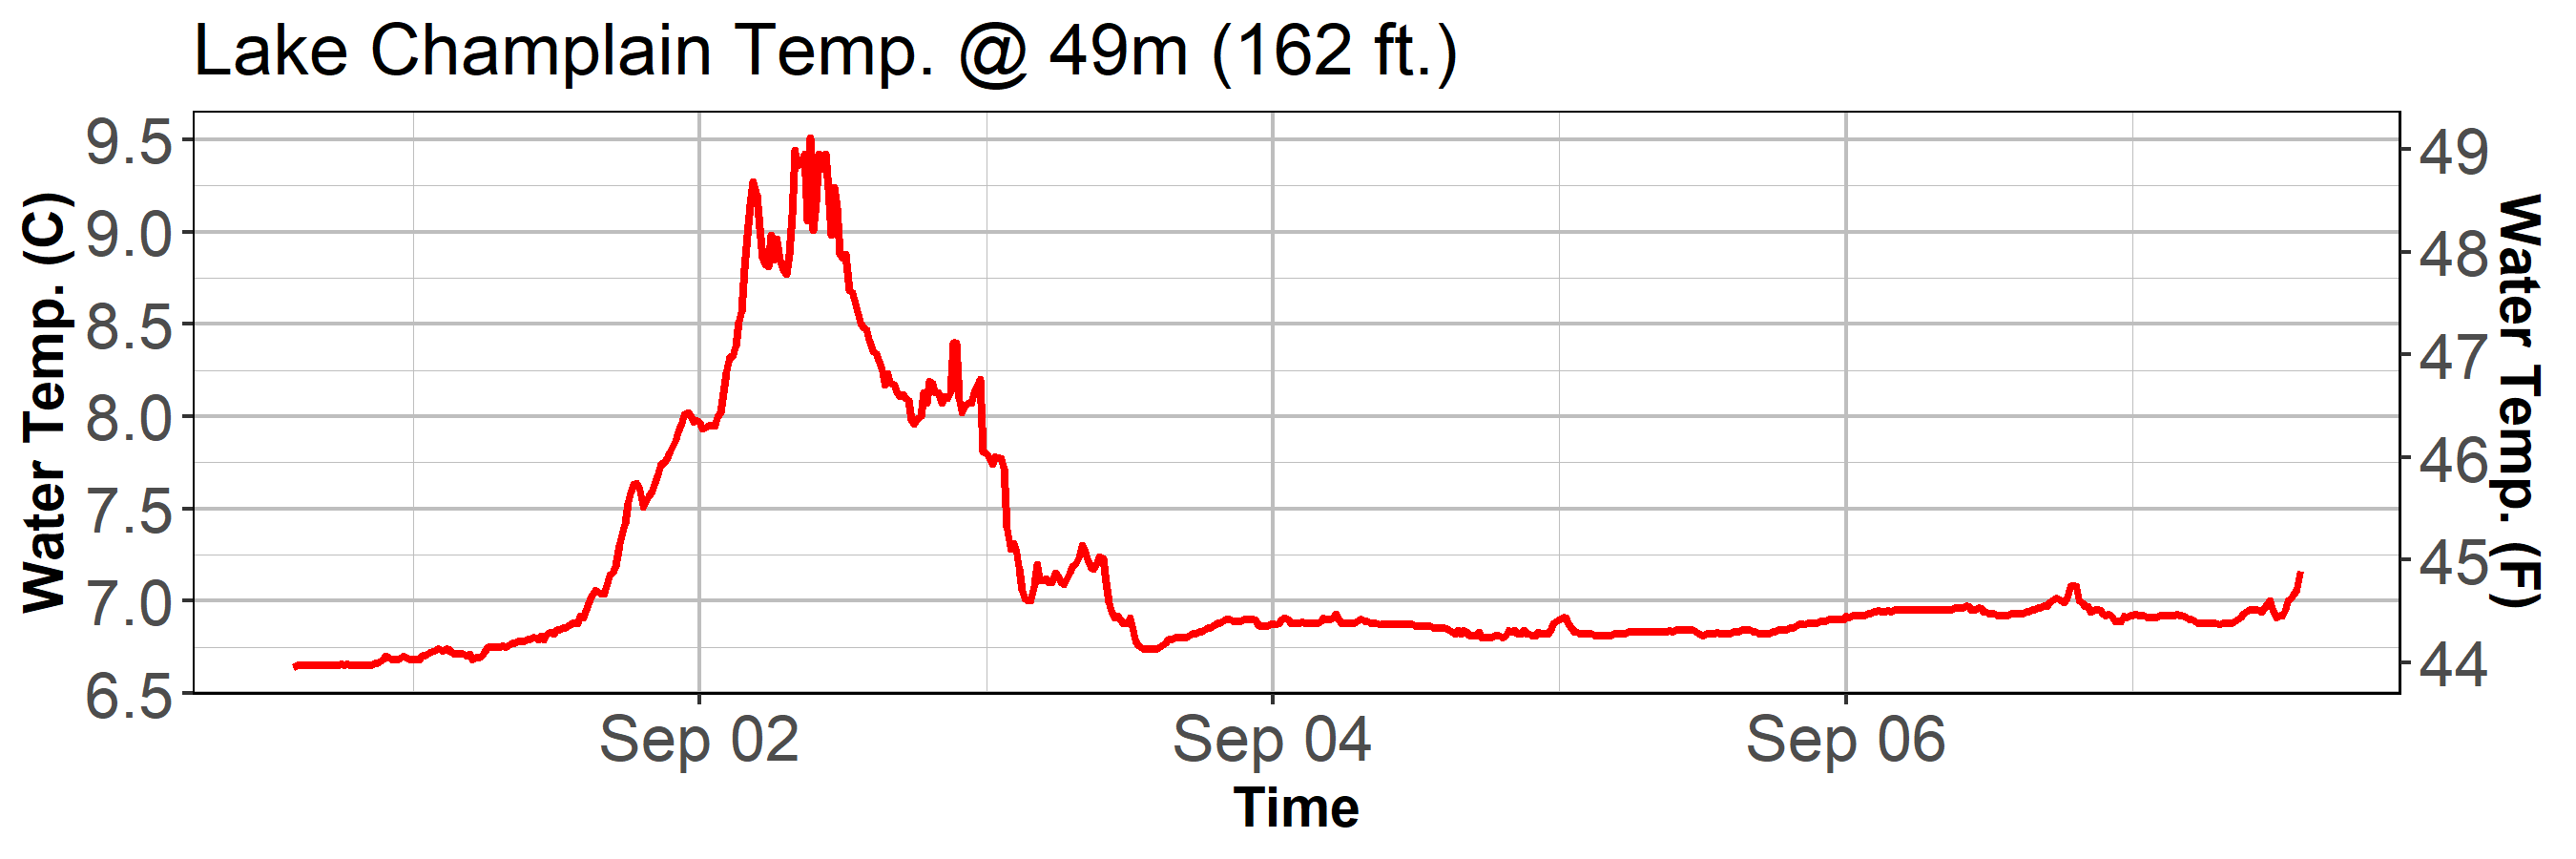 Lake Champlain Temp. @ 49m (162 ft.)
Water Temp. (C)
9.5
9.0
8.5
8.0
7.5
7.0
6.5
49
48
47
46
45
44
Water Temp. (F)
Sep 02 Sep 04 Sep 06
Time